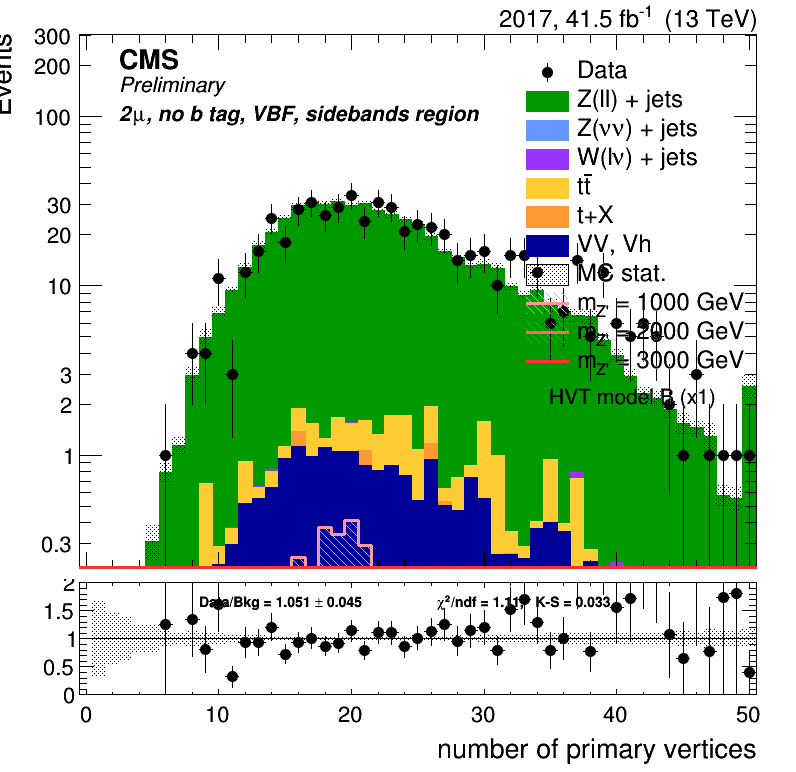 2017, 41.5 fb⁻¹ (13 TeV)
Events
300
200
100
30
20
10
3
2
1
0.3
CMS
Preliminary
2μ, no b tag, VBF, sidebands region
Data
Z(ll) + jets
Z(νν) + jets
W(lν) + jets
tt̄
t+X
VV, Vh
MC stat.
m_Z' = 1000 GeV
m_Z' = 2000 GeV
m_Z' = 3000 GeV
HVT model B (x1)
2
1.5
1
0.5
0
Data/Bkg = 1.051 ± 0.045
χ²/ndf = 1.11, K-S = 0.033
0 10 20 30 40 50
number of primary vertices